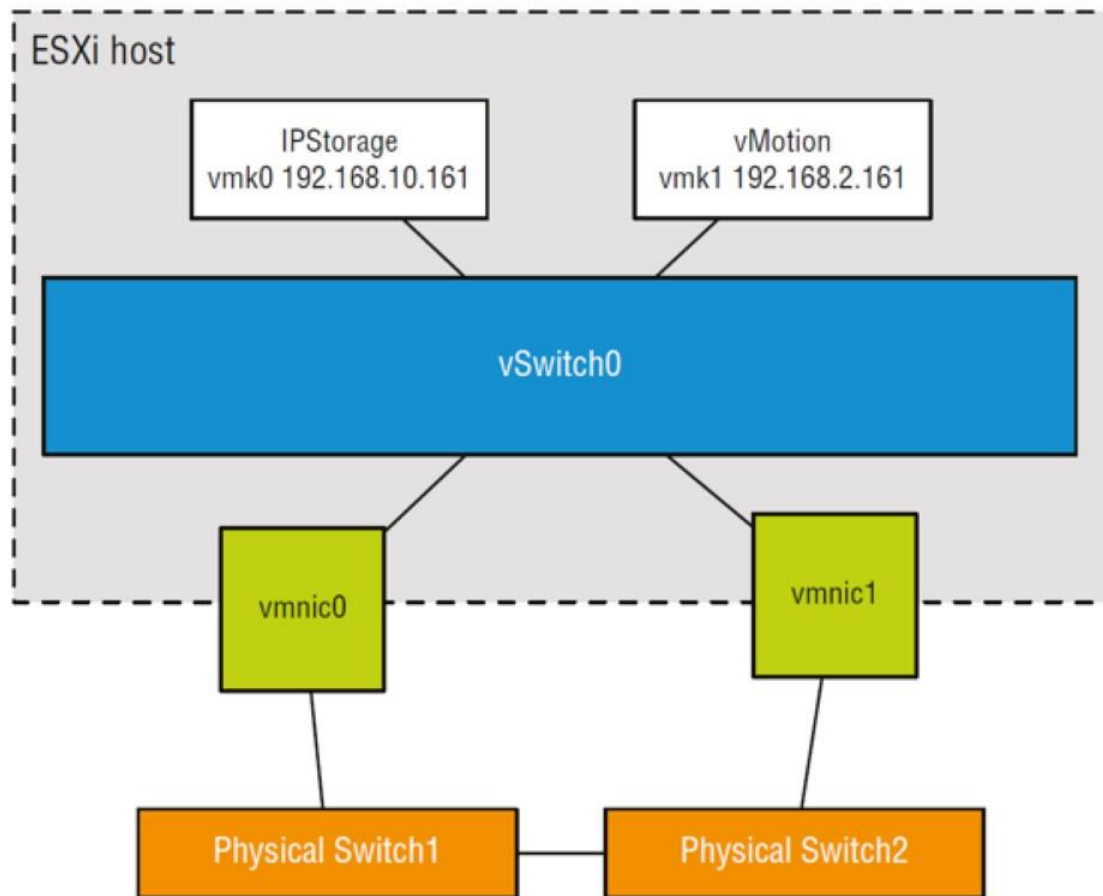 ESXi host
IPStorage
vmk0 192.168.10.161
vMotion
vmk1 192.168.2.161
vSwitch0
vmnic0
vmnic1
Physical Switch1
Physical Switch2